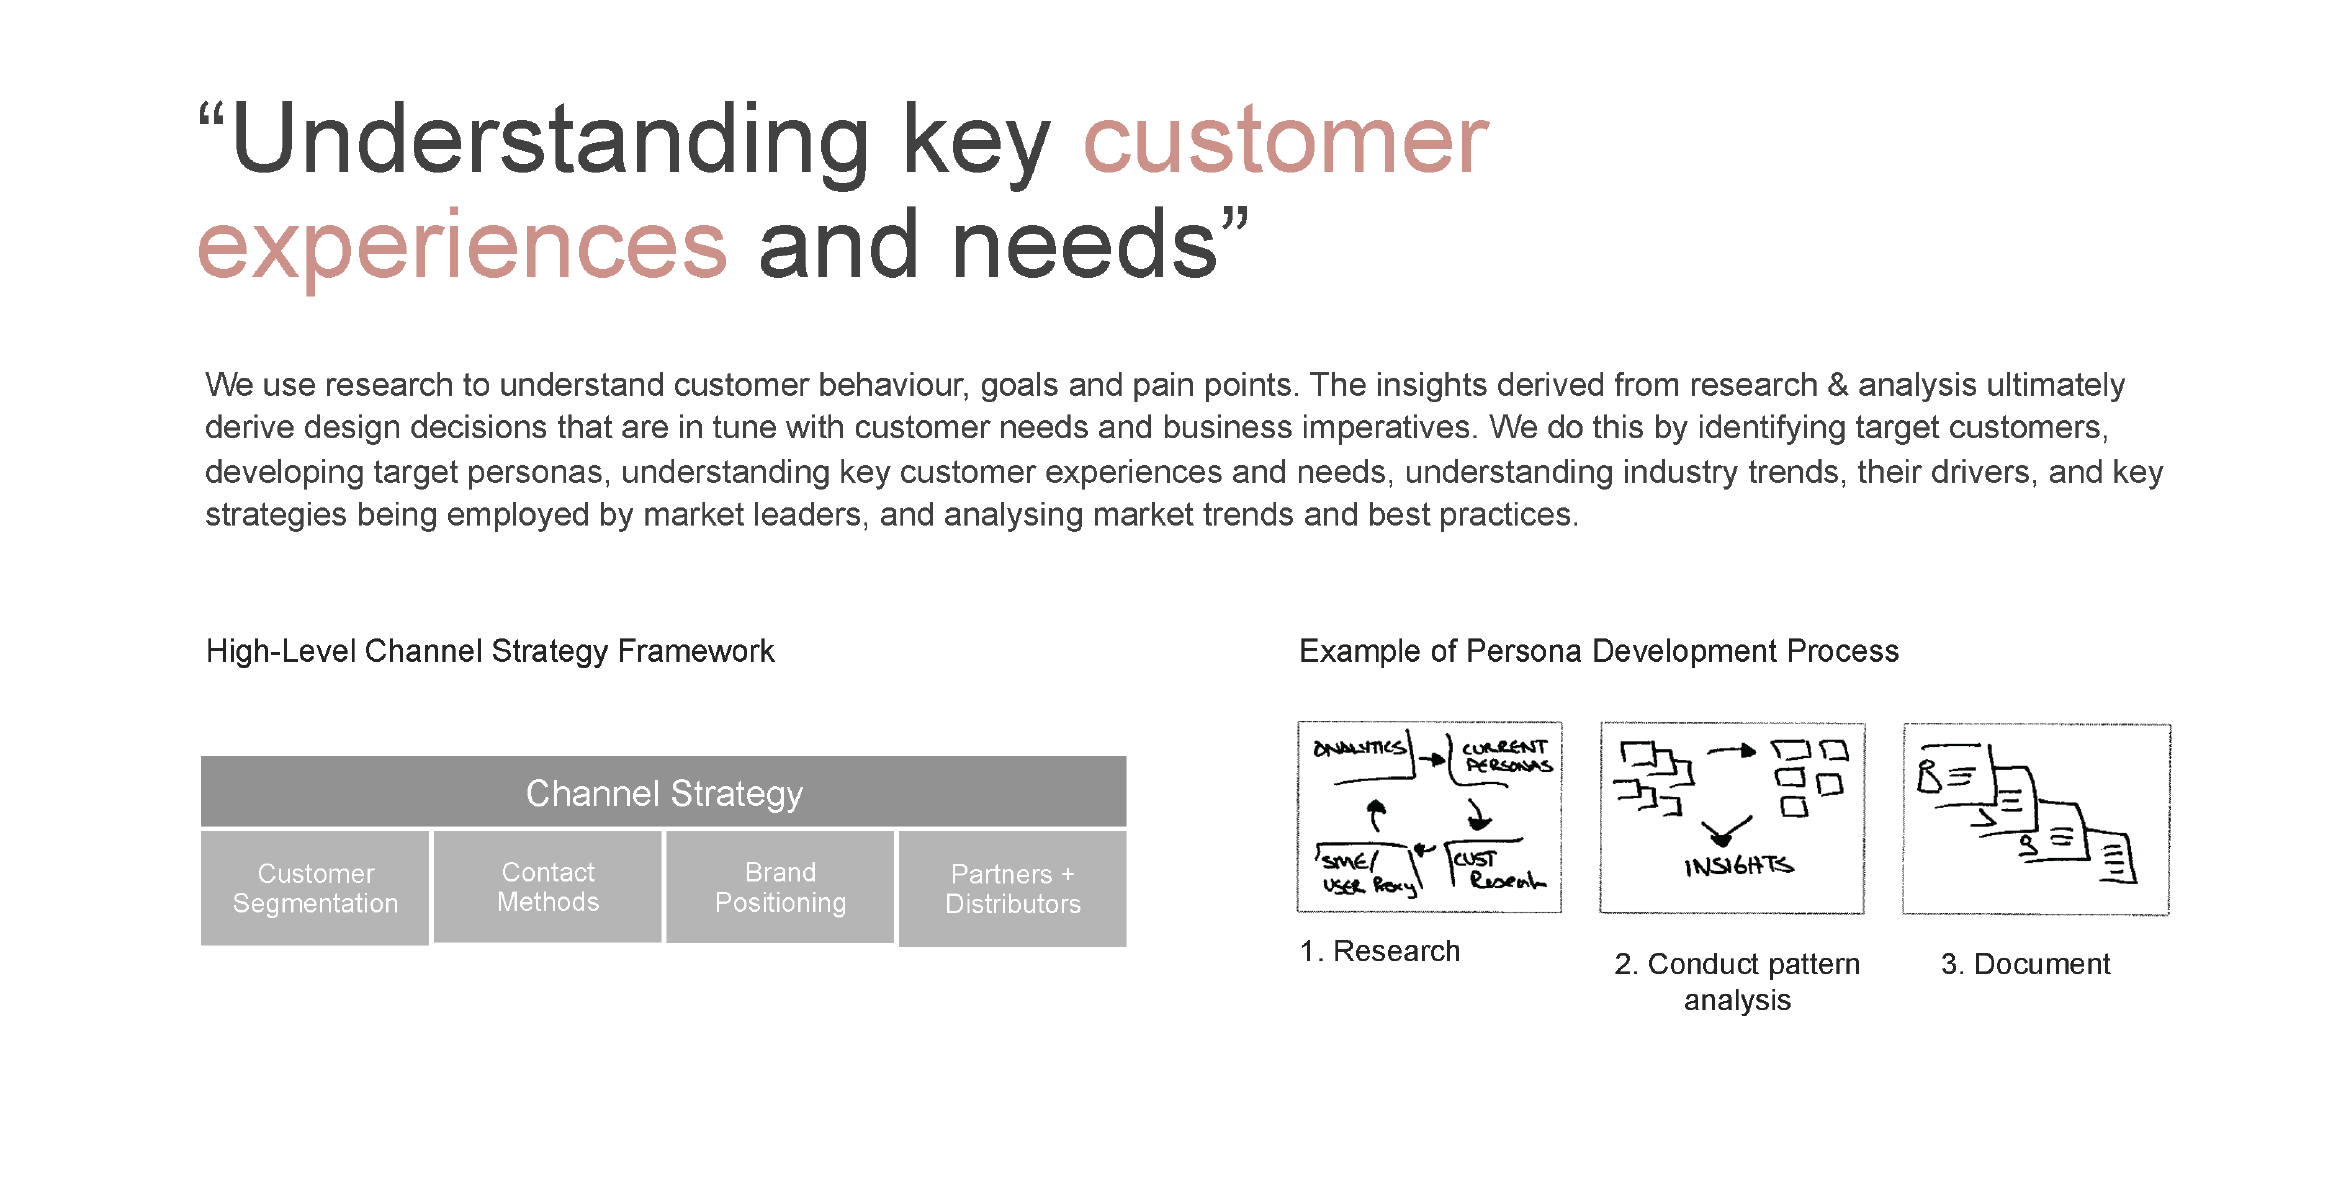 “Understanding key customer
experiences and needs”
We use research to understand customer behaviour, goals and pain points. The insights derived from research & analysis ultimately
derive design decisions that are in tune with customer needs and business imperatives. We do this by identifying target customers,
developing target personas, understanding key customer experiences and needs, understanding industry trends, their drivers, and key
strategies being employed by market leaders, and analysing market trends and best practices.
High-Level Channel Strategy Framework
Channel Strategy
Customer
Segmentation
Contact
Methods
Brand
Positioning
Partners +
Distributors
Example of Persona Development Process
ANALYTICS
CURRENT
PERSONAS
SME/
USER Proxy
CUST
Research
1. Research
INSIGHTS
2. Conduct pattern
analysis
3. Document